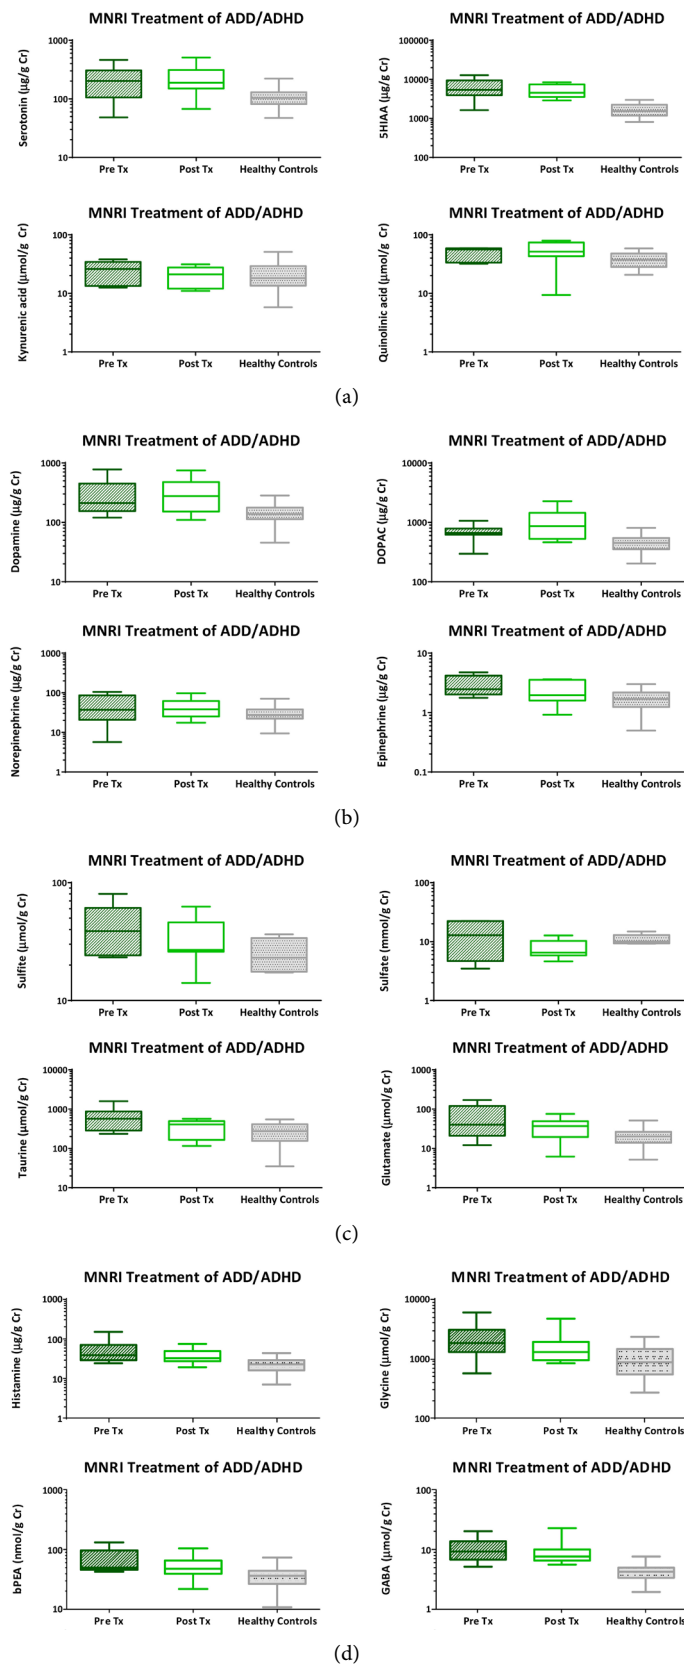 MNRI Treatment of ADD/ADHD
Serotonin (µg/g Cr)
1000
100
10
Pre Tx Post Tx Healthy Controls
MNRI Treatment of ADD/ADHD
5HIAA (µg/g Cr)
100000
10000
1000
100
Pre Tx Post Tx Healthy Controls
MNRI Treatment of ADD/ADHD
Kynurenic acid (µmol/g Cr)
100
10
1
Pre Tx Post Tx Healthy Controls
MNRI Treatment of ADD/ADHD
Quinolinic acid (µmol/g Cr)
100
10
1
Pre Tx Post Tx Healthy Controls
(a)
MNRI Treatment of ADD/ADHD
Dopamine (µg/g Cr)
1000
100
10
Pre Tx Post Tx Healthy Controls
MNRI Treatment of ADD/ADHD
DOPAC (µg/g Cr)
10000
1000
100
Pre Tx Post Tx Healthy Controls
MNRI Treatment of ADD/ADHD
Norepinephrine (µg/g Cr)
1000
100
10
1
Pre Tx Post Tx Healthy Controls
MNRI Treatment of ADD/ADHD
Epinephrine (µg/g Cr)
10
1
0.1
Pre Tx Post Tx Healthy Controls
(b)
MNRI Treatment of ADD/ADHD
Sulfite (µmol/g Cr)
100
10
Pre Tx Post Tx Healthy Controls
MNRI Treatment of ADD/ADHD
Sulfate (mmol/g Cr)
100
10
1
Pre Tx Post Tx Healthy Controls
MNRI Treatment of ADD/ADHD
Taurine (µmol/g Cr)
10000
1000
100
10
Pre Tx Post Tx Healthy Controls
MNRI Treatment of ADD/ADHD
Glutamate (µmol/g Cr)
1000
100
10
1
Pre Tx Post Tx Healthy Controls
(c)
MNRI Treatment of ADD/ADHD
Histamine (µg/g Cr)
1000
100
10
1
Pre Tx Post Tx Healthy Controls
MNRI Treatment of ADD/ADHD
Glycine (µmol/g Cr)
10000
1000
100
Pre Tx Post Tx Healthy Controls
MNRI Treatment of ADD/ADHD
bPEA (nmol/g Cr)
1000
100
10
Pre Tx Post Tx Healthy Controls
MNRI Treatment of ADD/ADHD
GABA (µmol/g Cr)
100
10
1
Pre Tx Post Tx Healthy Controls
(d)